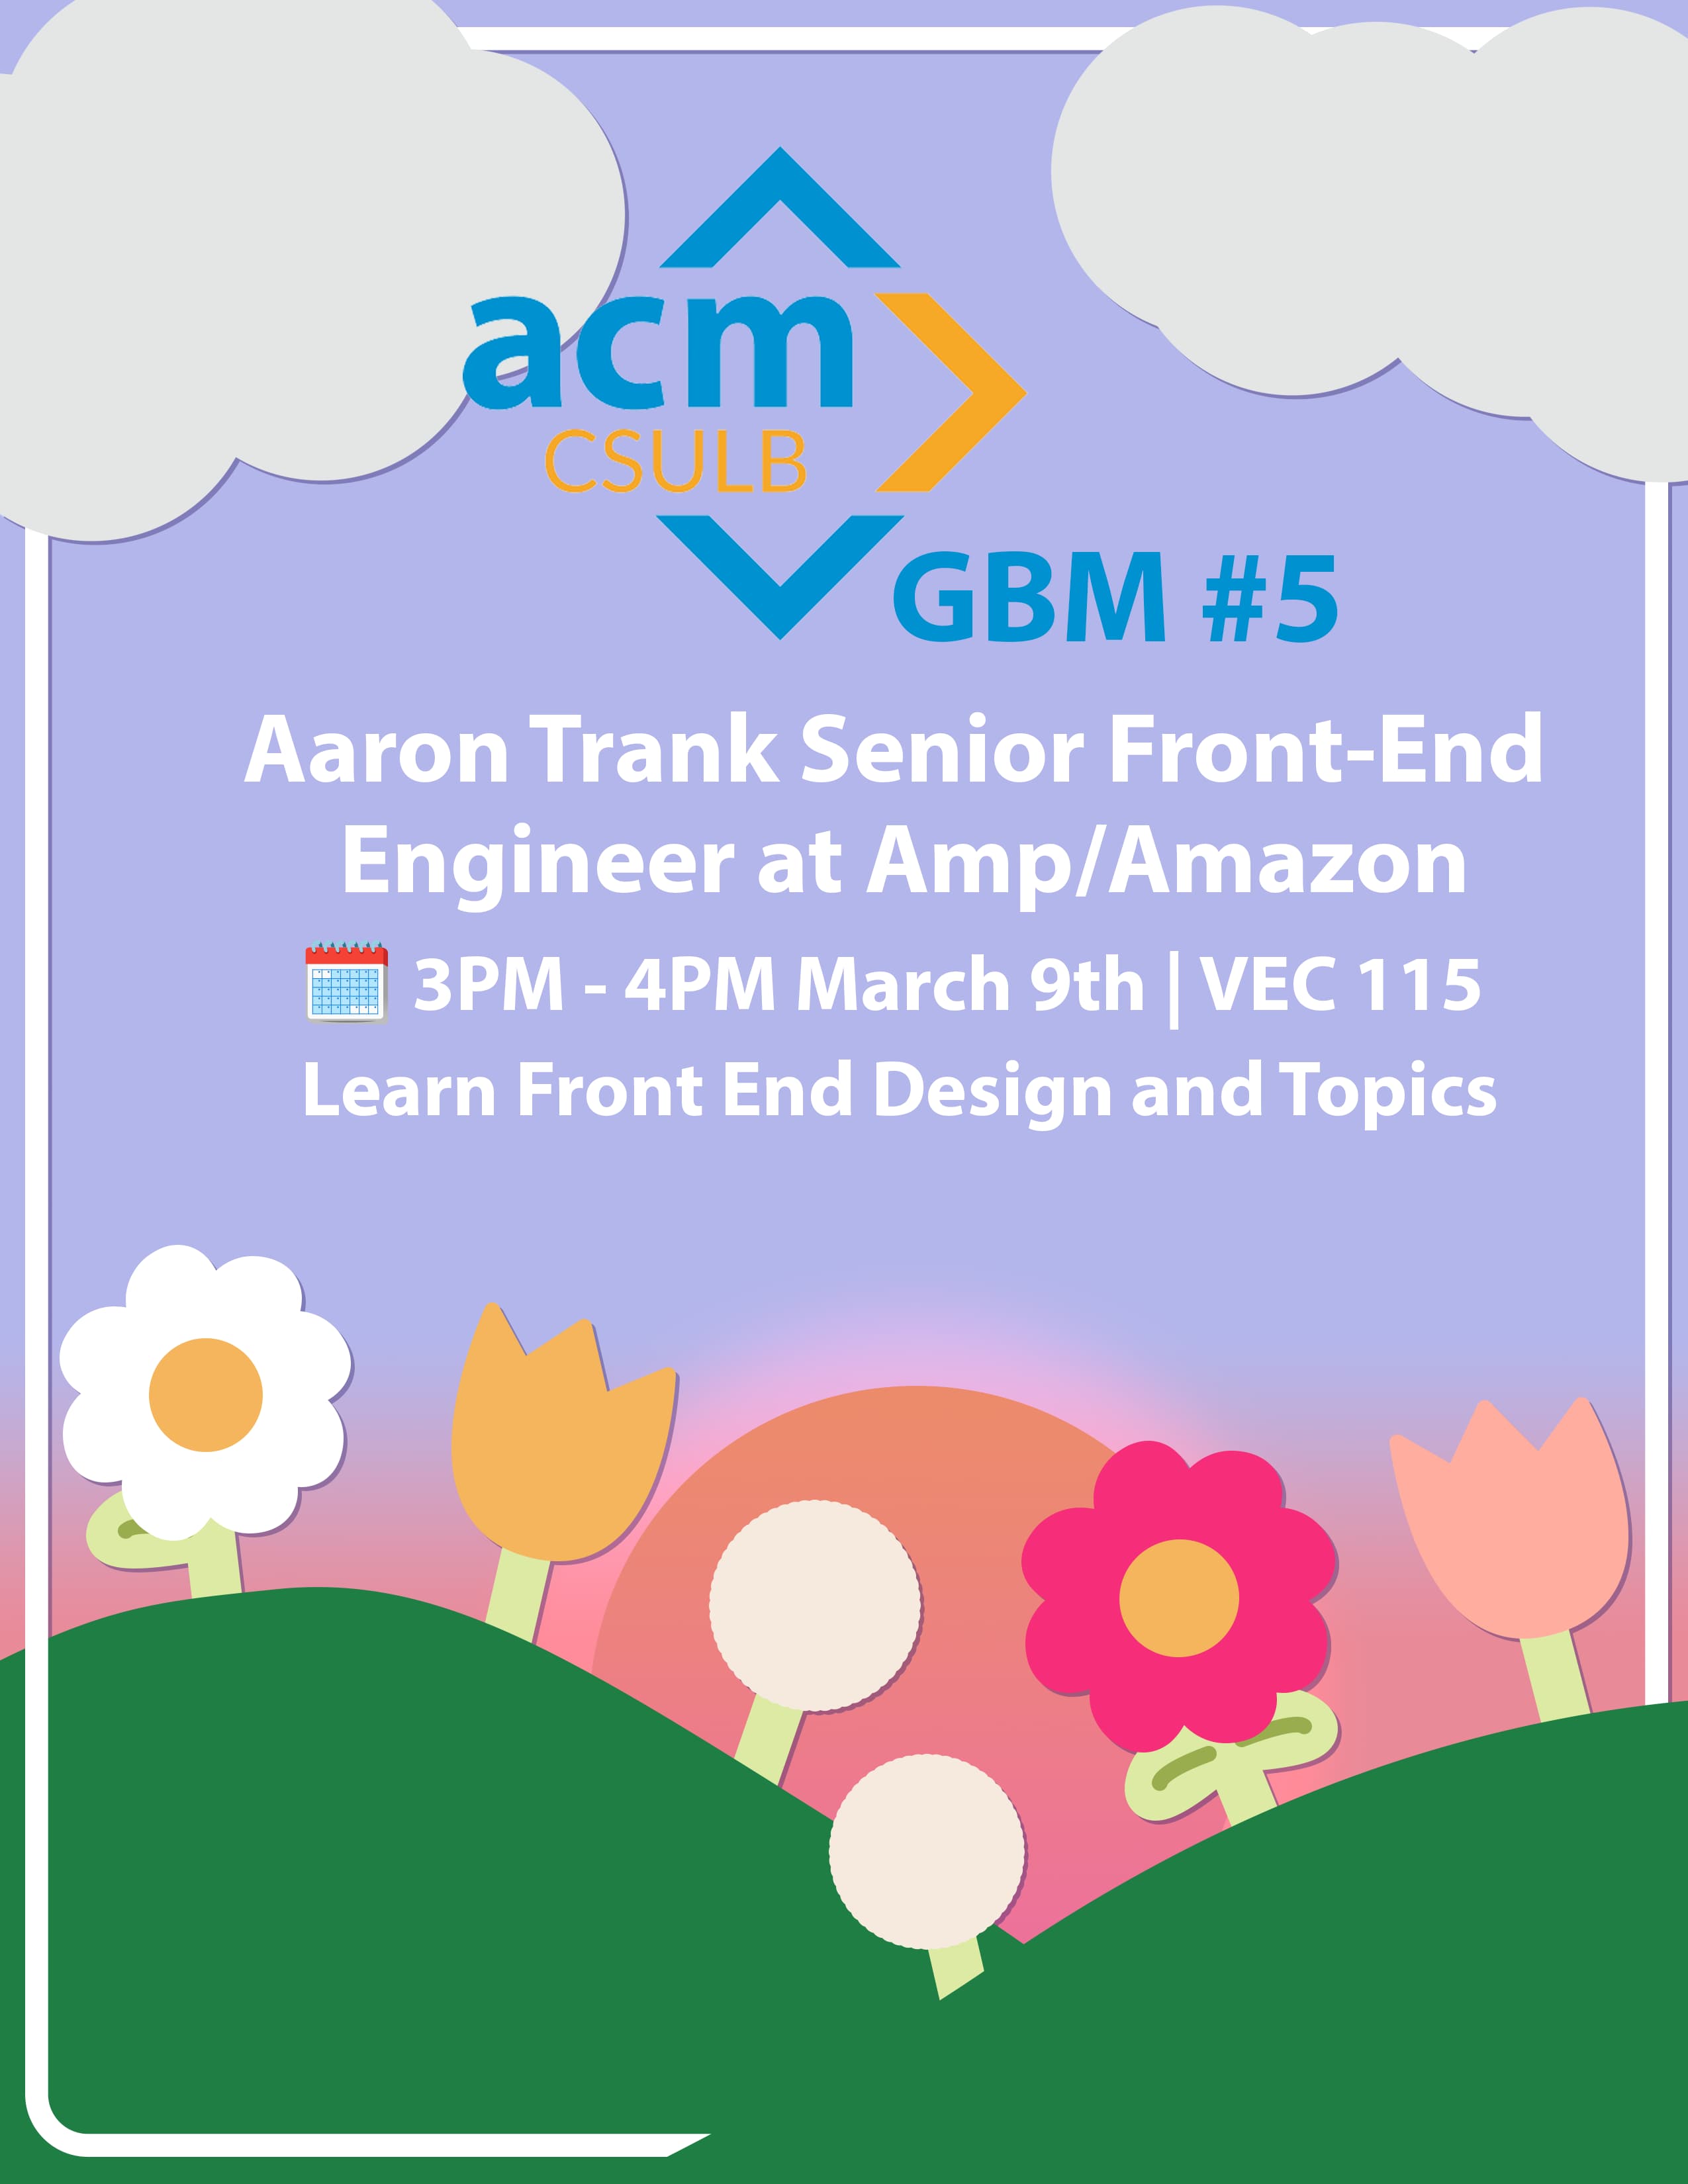 acm
CSULB
GBM #5
Aaron Trank Senior Front-End
Engineer at Amp/Amazon
3PM - 4PM March 9th | VEC 115
Learn Front End Design and Topics